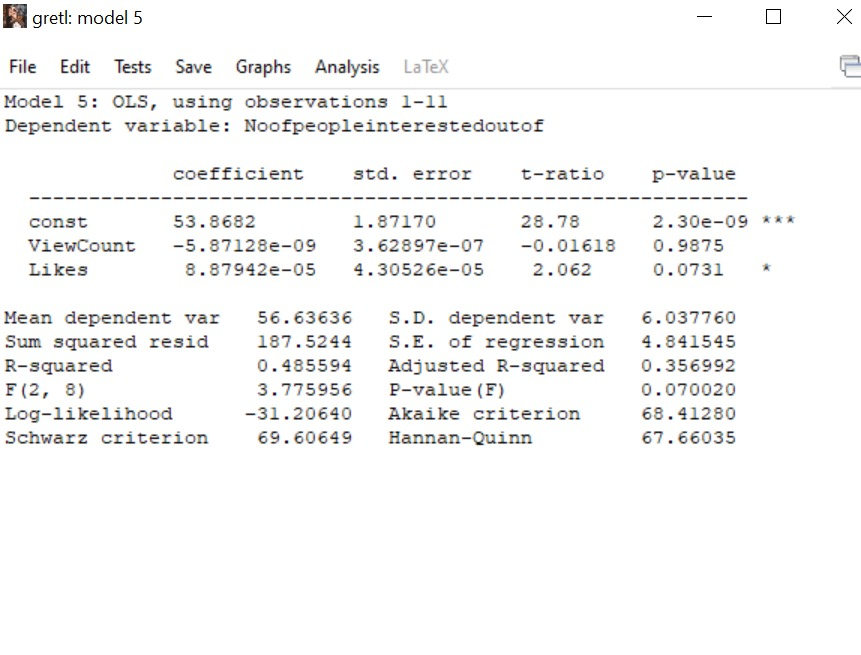 gretl: model 5
File Edit Tests Save Graphs Analysis LaTeX
Model 5: OLS, using observations 1-11
Dependent variable: Noofpeopleinterestedoutof
coefficient std. error t-ratio p-value
---------------------------------------------------------------
const 53.8682 1.87170 28.78 2.30e-09 ***
ViewCount -5.87128e-09 3.62897e-07 -0.01618 0.9875
Likes 8.87942e-05 4.30526e-05 2.062 0.0731 *
Mean dependent var 56.63636 S.D. dependent var 6.037760
Sum squared resid 187.5244 S.E. of regression 4.841545
R-squared 0.485594 Adjusted R-squared 0.356992
F(2, 8) 3.775956 P-value(F) 0.070020
Log-likelihood -31.20640 Akaike criterion 68.41280
Schwarz criterion 69.60649 Hannan-Quinn 67.66035